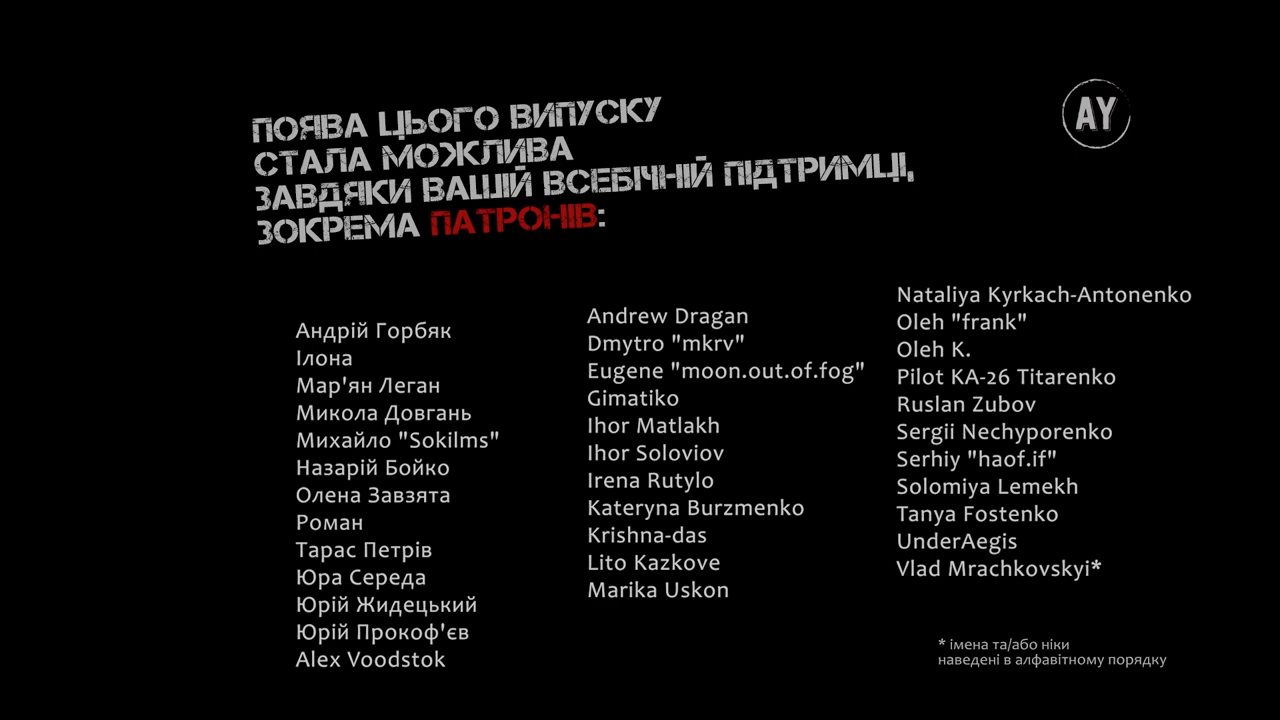 ПОЯВА ЦЬОГО ВИПУСКУ
СТАЛА МОЖЛИВА
ЗАВДЯКИ ВАШІЙ ВСЕБІЧНІЙ ПІДТРИМЦІ,
ЗОКРЕМА ПАТРОНІВ:
AY
Андрій Горбяк
Ілона
Мар'ян Леган
Микола Довгань
Михайло "Sokilms"
Назарій Бойко
Олена Завзята
Роман
Тарас Петрів
Юра Середа
Юрій Жидецький
Юрій Прокоф'єв
Alex Voodstok
Andrew Dragan
Dmytro "mkrv"
Eugene "moon.out.of.fog"
Gimatiko
Ihor Matlakh
Ihor Soloviov
Irena Rutylo
Kateryna Burzmenko
Krishna-das
Lito Kazkove
Marika Uskon
Nataliya Kyrkach-Antonenko
Oleh "frank"
Oleh K.
Pilot KA-26 Titarenko
Ruslan Zubov
Sergii Nechyporenko
Serhiy "haof.if"
Solomiya Lemekh
Tanya Fostenko
UnderAegis
Vlad Mrachkovskyi*
* імена та/або ніки
наведені в алфавітному порядку